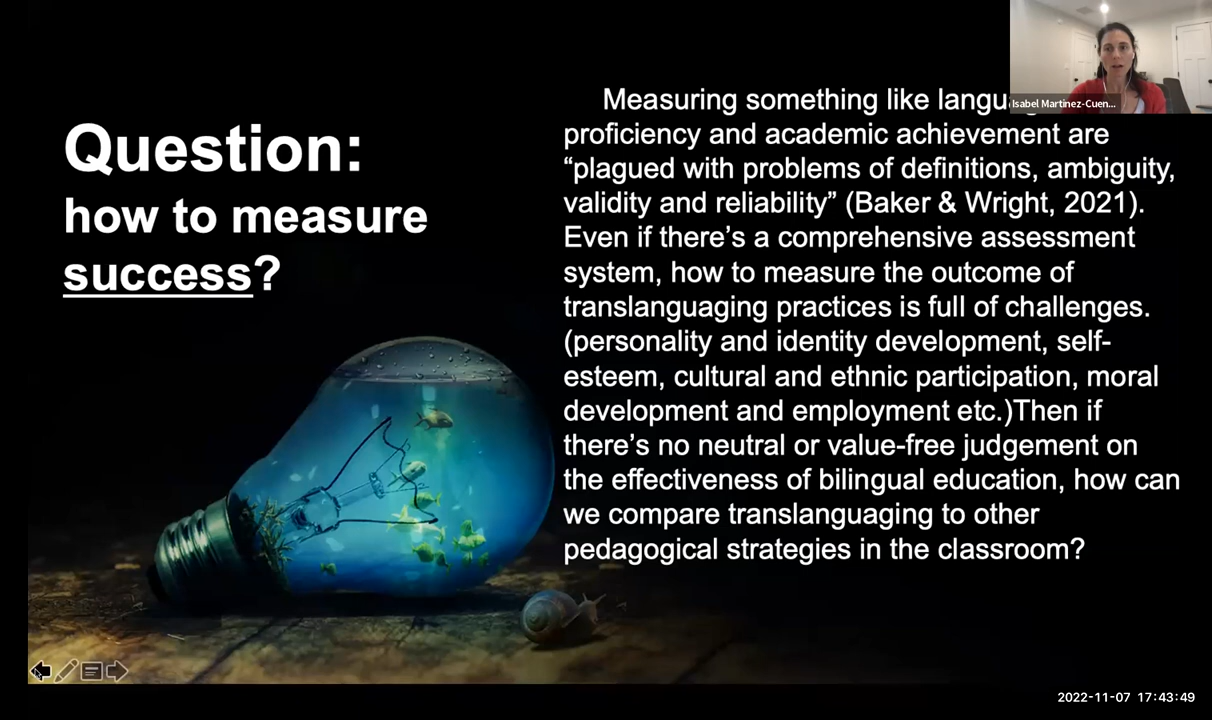 Question:
how to measure
success?
Measuring something like
proficiency and academic achievement are
“plagued with problems of definitions, ambiguity,
validity and reliability” (Baker & Wright, 2021).
Even if there’s a comprehensive assessment
system, how to measure the outcome of
translanguaging practices is full of challenges.
(personality and identity development, self-
esteem, cultural and ethnic participation, moral
development and employment etc.)Then if
there’s no neutral or value-free judgement on
the effectiveness of bilingual education, how can
we compare translanguaging to other
pedagogical strategies in the classroom?
Isabel Martinez-Cuen...
2022-11-07 17:43:49